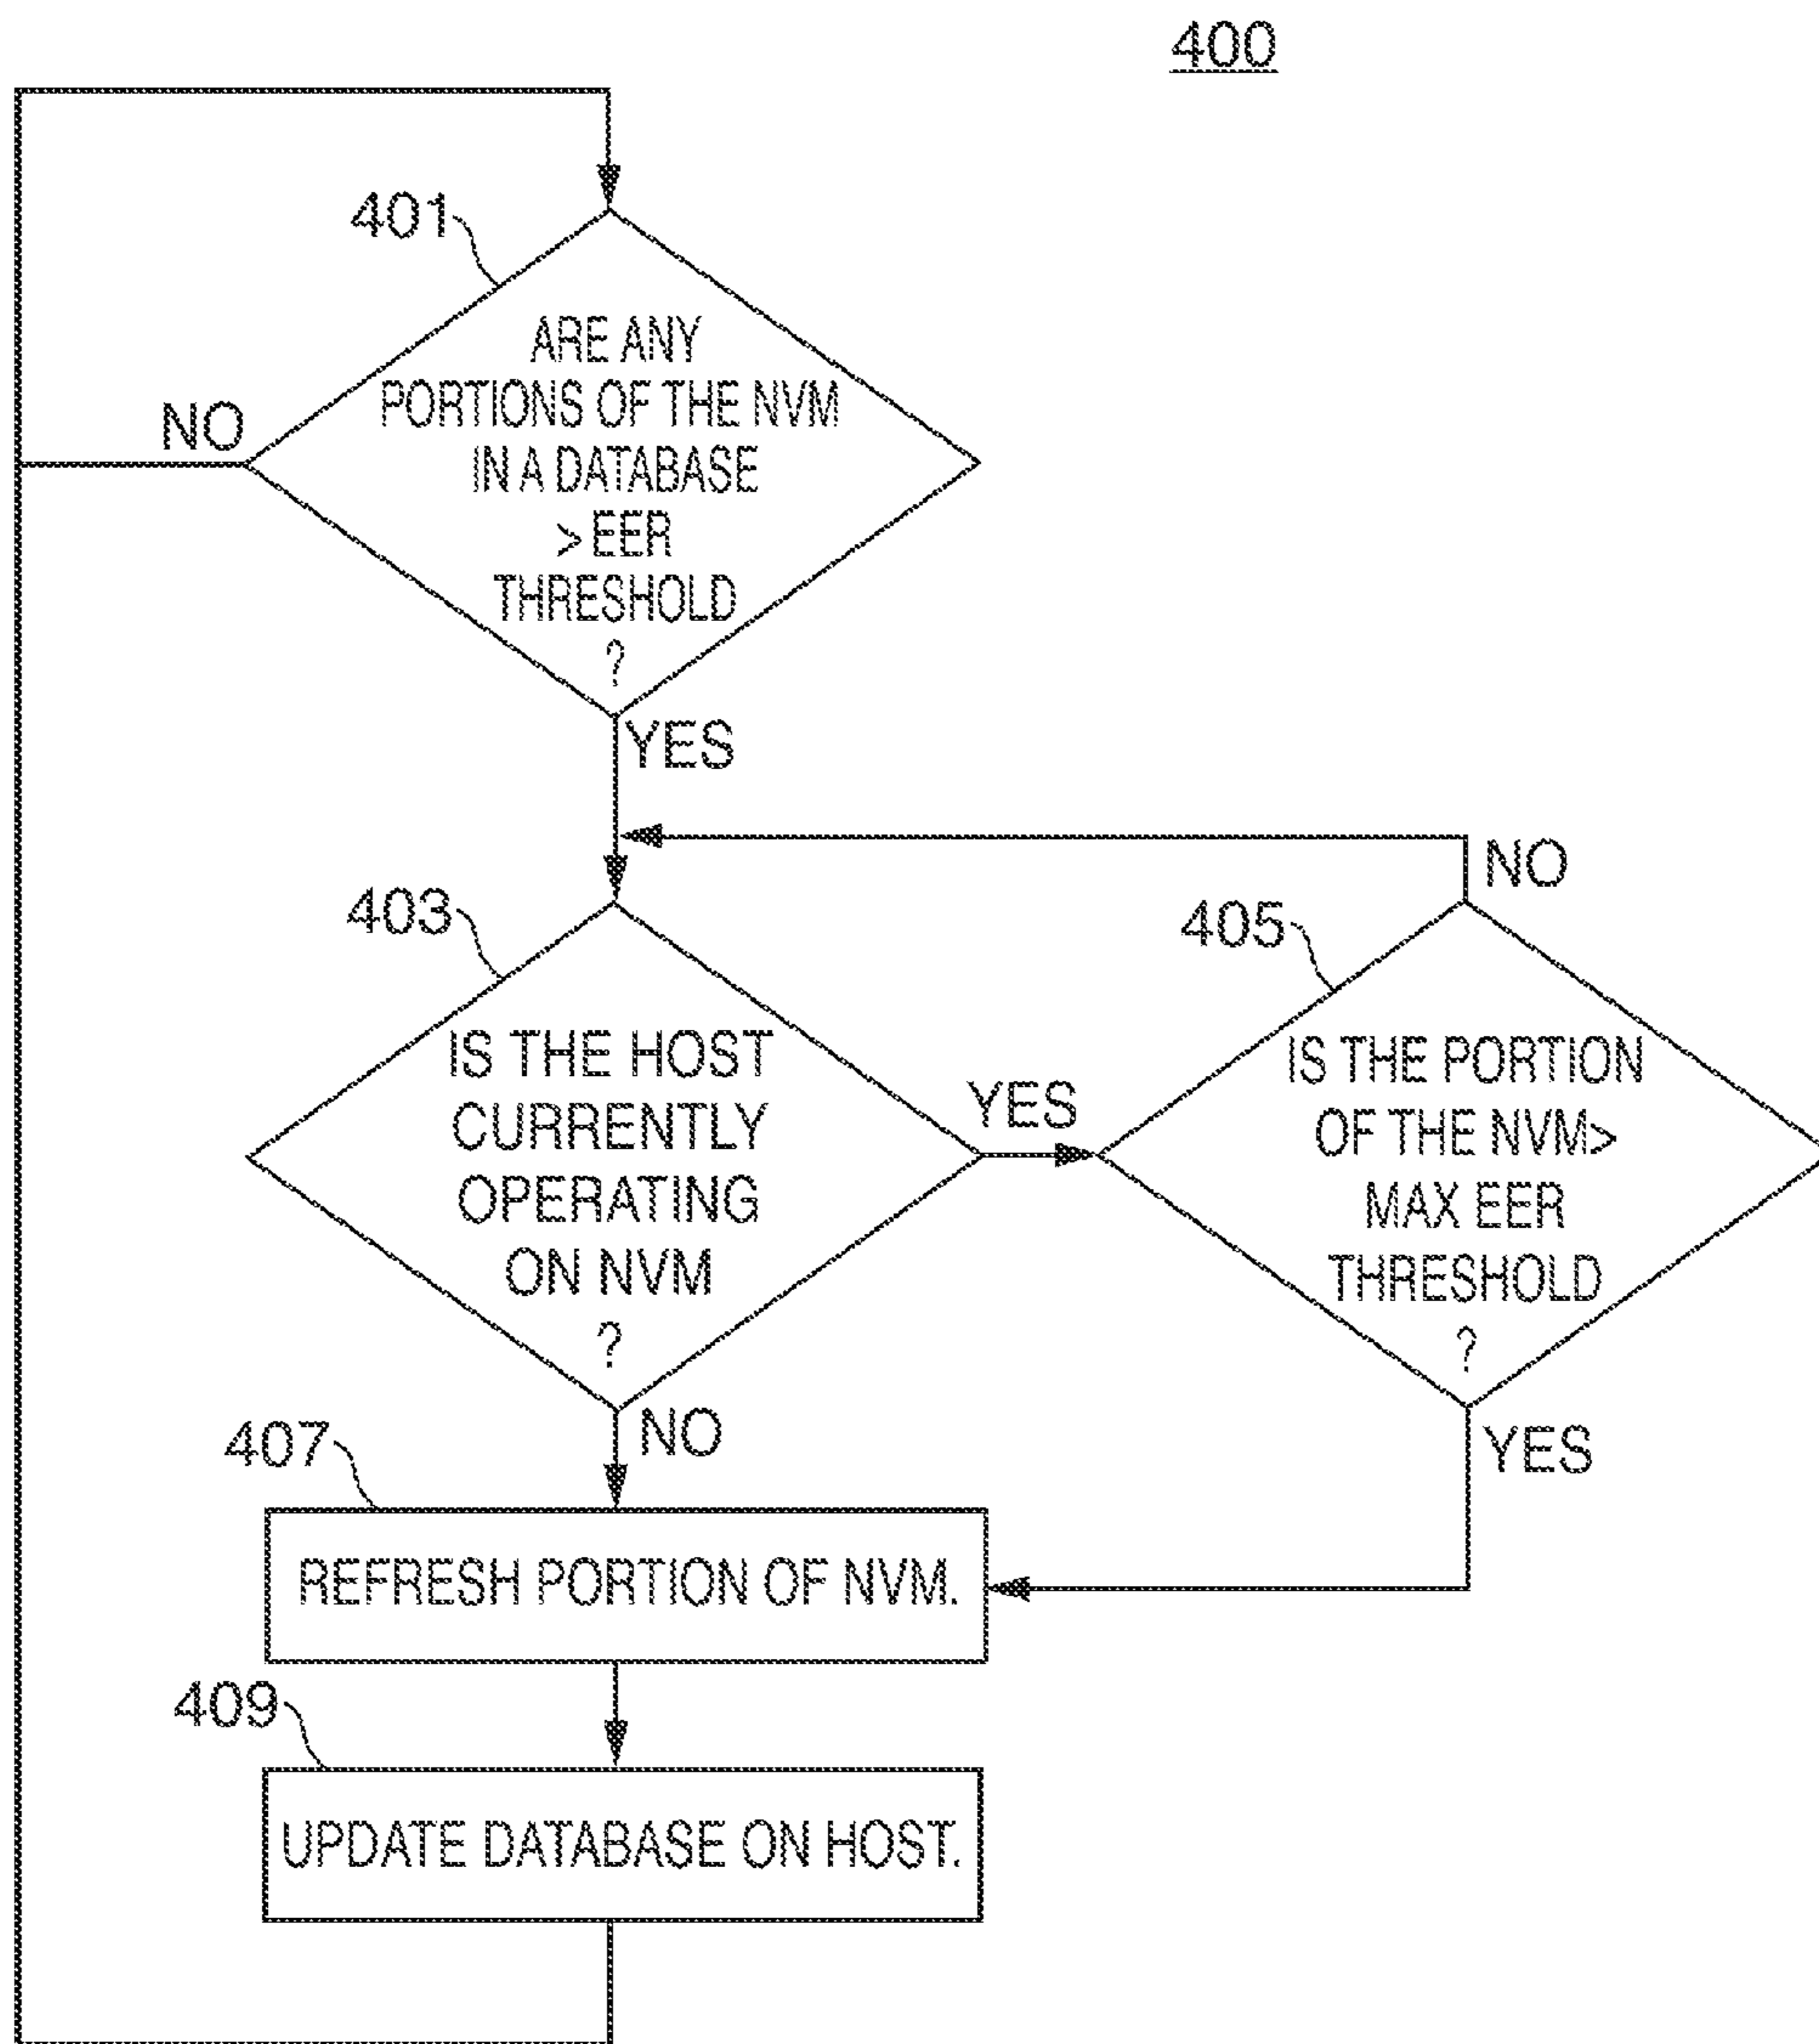 400
401
ARE ANY
PORTIONS OF THE NVM
IN A DATABASE
> EER
THRESHOLD
?
NO
YES
NO
403
405
IS THE HOST
CURRENTLY
OPERATING
ON NVM
?
YES
IS THE PORTION
OF THE NVM>
MAX EER
THRESHOLD
?
NO
YES
407
REFRESH PORTION OF NVM.
409
UPDATE DATABASE ON HOST.